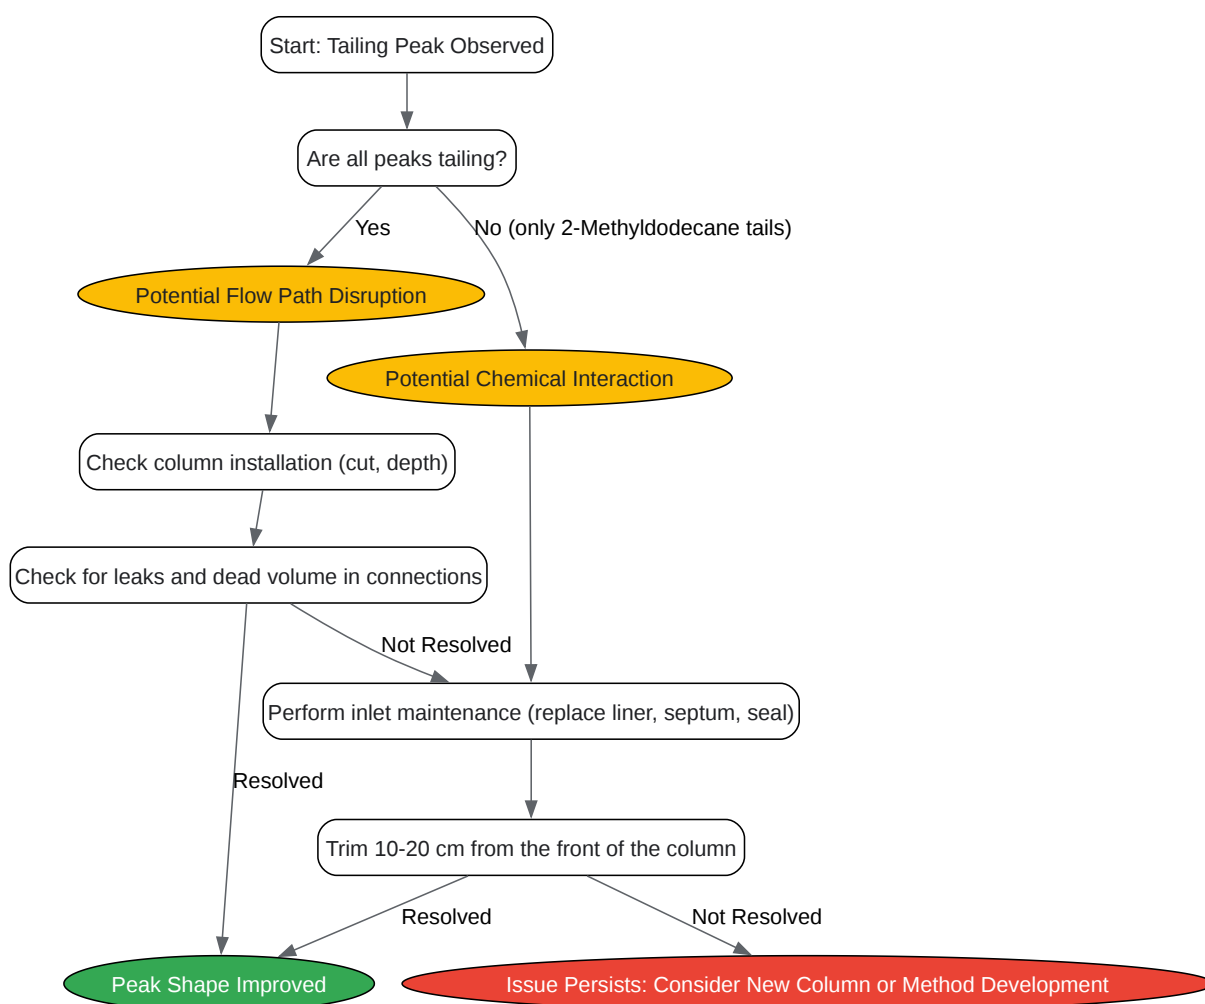 Start: Tailing Peak Observed
Are all peaks tailing?
Yes
No (only 2-Methyldodecane tails)
Potential Flow Path Disruption
Potential Chemical Interaction
Check column installation (cut, depth)
Check for leaks and dead volume in connections
Not Resolved
Perform inlet maintenance (replace liner, septum, seal)
Resolved
Trim 10-20 cm from the front of the column
Resolved
Not Resolved
Peak Shape Improved
Issue Persists: Consider New Column or Method Development